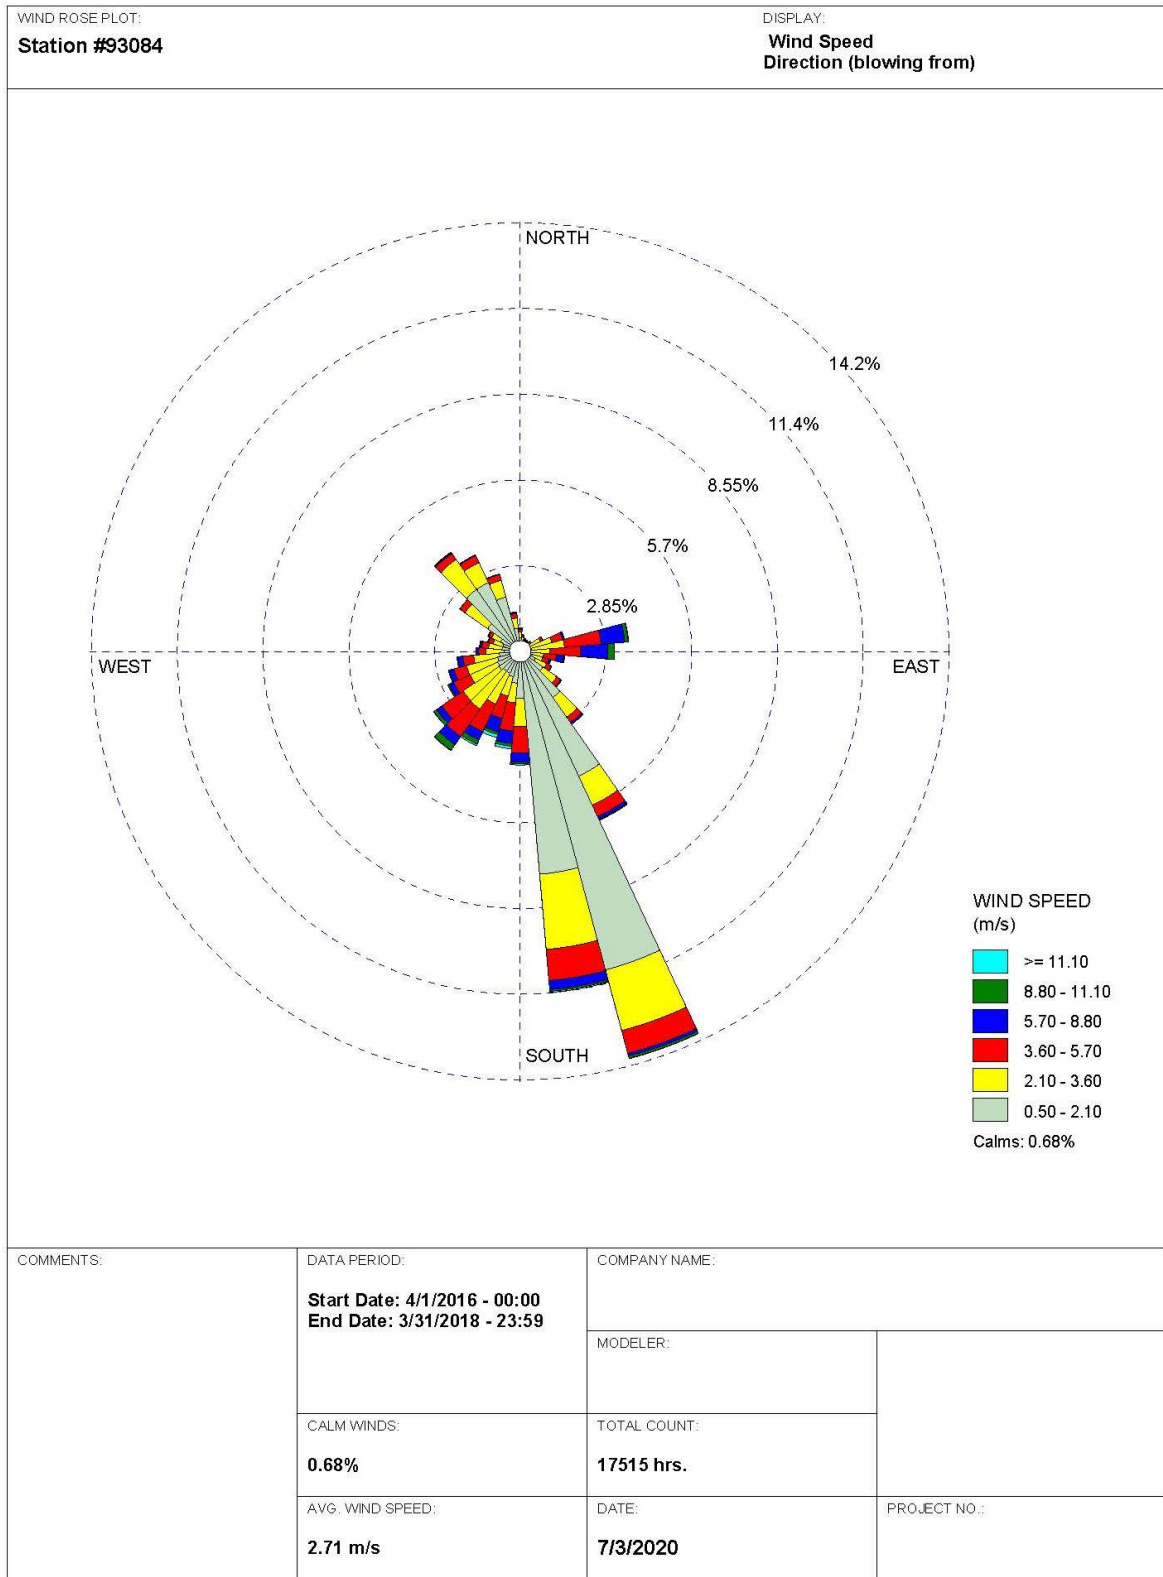 WIND ROSE PLOT:
Station #93084
DISPLAY:
Wind Speed
Direction (blowing from)
NORTH
14.2%
11.4%
8.55%
5.7%
2.85%
WEST
EAST
SOUTH
WIND SPEED
(m/s)
>= 11.10
8.80 - 11.10
5.70 - 8.80
3.60 - 5.70
2.10 - 3.60
0.50 - 2.10
Calms: 0.68%
COMMENTS:
DATA PERIOD:
Start Date: 4/1/2016 - 00:00
End Date: 3/31/2018 - 23:59
COMPANY NAME:
MODELER:
CALM WINDS:
0.68%
TOTAL COUNT:
17515 hrs.
AVG. WIND SPEED:
2.71 m/s
DATE:
7/3/2020
PROJECT NO.: